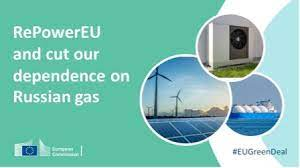 RePowerEU
and cut our
dependence on
Russian gas
European
Commission
#EUGreenDeal